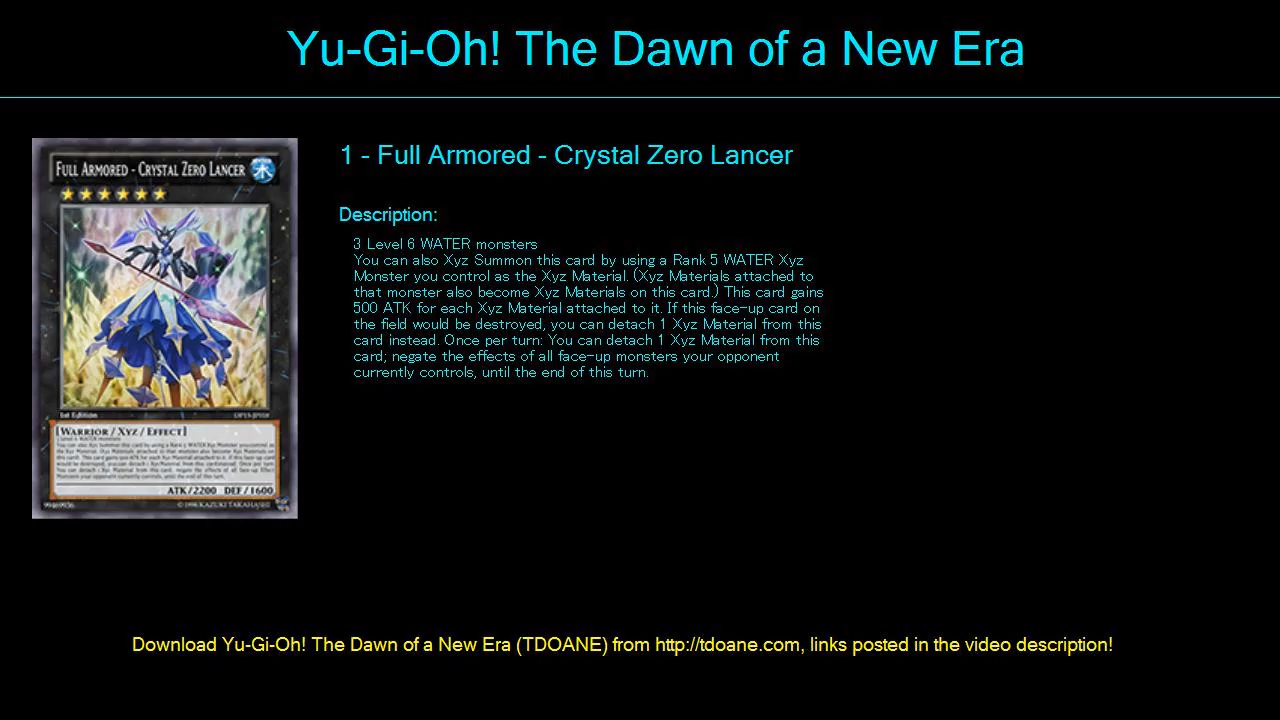 Yu-Gi-Oh! The Dawn of a New Era
FULL ARMORED - CRYSTAL ZERO LANCER
1 - Full Armored - Crystal Zero Lancer
Description:
3 Level 6 WATER monsters
You can also Xyz Summon this card by using a Rank 5 WATER Xyz
Monster you control as the Xyz Material. (Xyz Materials attached to
that monster also become Xyz Materials on this card.) This card gains
500 ATK for each Xyz Material attached to it. If this face-up card on
the field would be destroyed, you can detach 1 Xyz Material from this
card instead. Once per turn: You can detach 1 Xyz Material from this
card; negate the effects of all face-up monsters your opponent
currently controls, until the end of this turn.
1st Edition
[WARRIOR / XYZ / EFFECT]
ATK/2200 DEF/1600
Download Yu-Gi-Oh! The Dawn of a New Era (TDOANE) from http://tdoane.com, links posted in the video description!